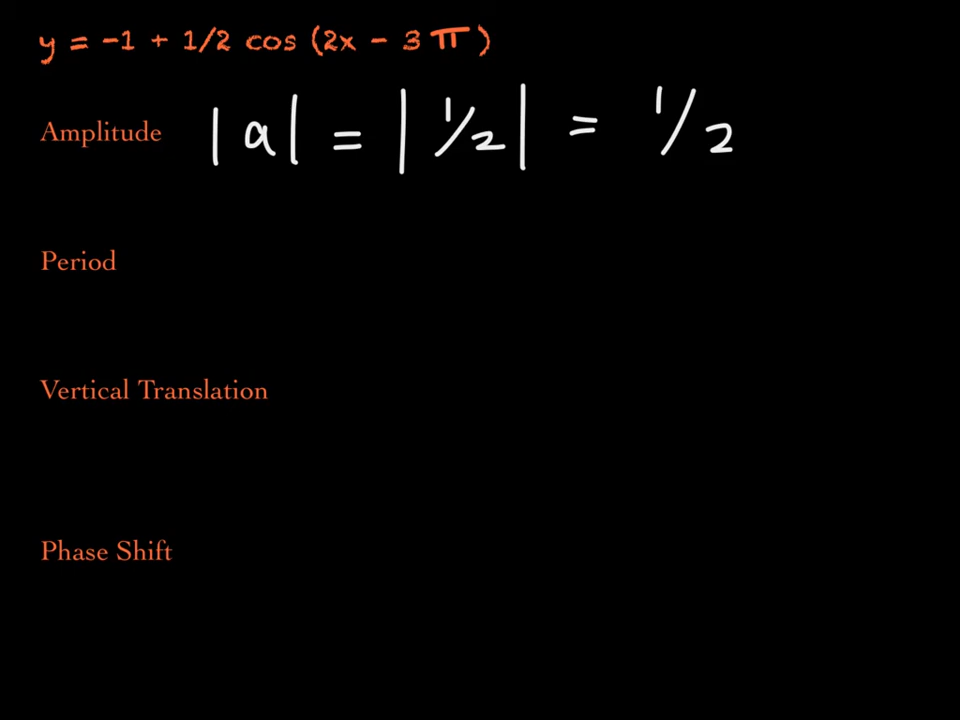 y = -1 + 1/2 cos (2x - 3π)
Amplitude |a| = |1/2| = 1/2
Period
Vertical Translation
Phase Shift